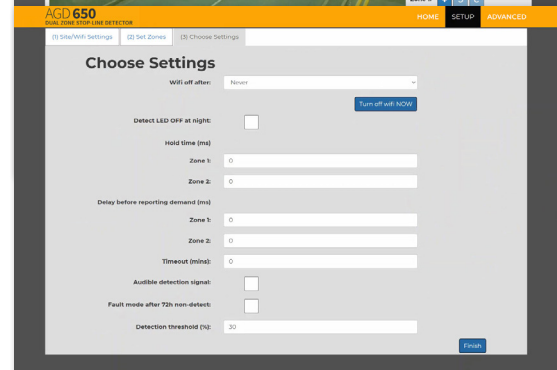 AGD 650
DUAL ZONE STOP-LINE DETECTOR
HOME SETUP ADVANCED
(1) Site/Wifi Settings (2) Set Zones (3) Choose Settings
Choose Settings
Wifi off after: Never
Turn off wifi NOW
Detect LED OFF at night:
Hold time (ms)
Zone 1: 0
Zone 2: 0
Delay before reporting demand (ms)
Zone 1: 0
Zone 2: 0
Timeout (mins): 0
Audible detection signal:
Fault mode after 72h non-detect:
Detection threshold (%): 30
Finish